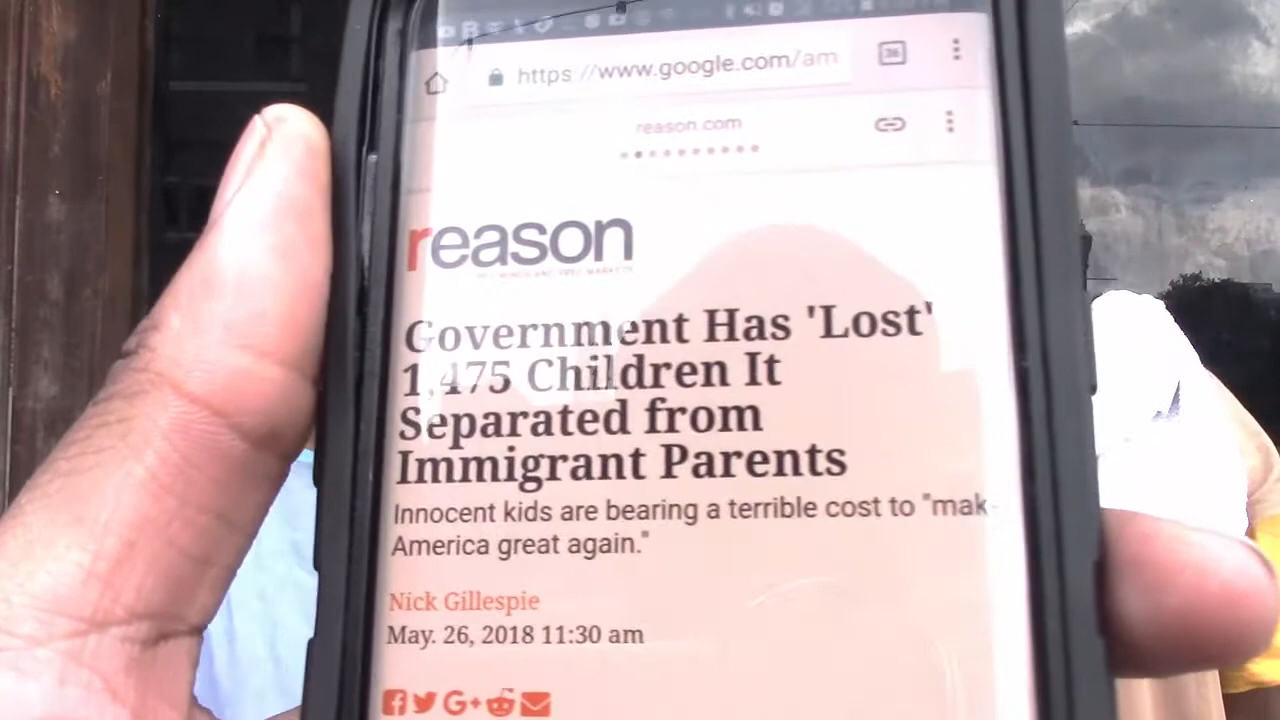 https://www.google.com/am
36
reason.com
reason
Government Has 'Lost'
1,475 Children It
Separated from
Immigrant Parents
Innocent kids are bearing a terrible cost to "mak
America great again."
Nick Gillespie
May. 26, 2018 11:30 am